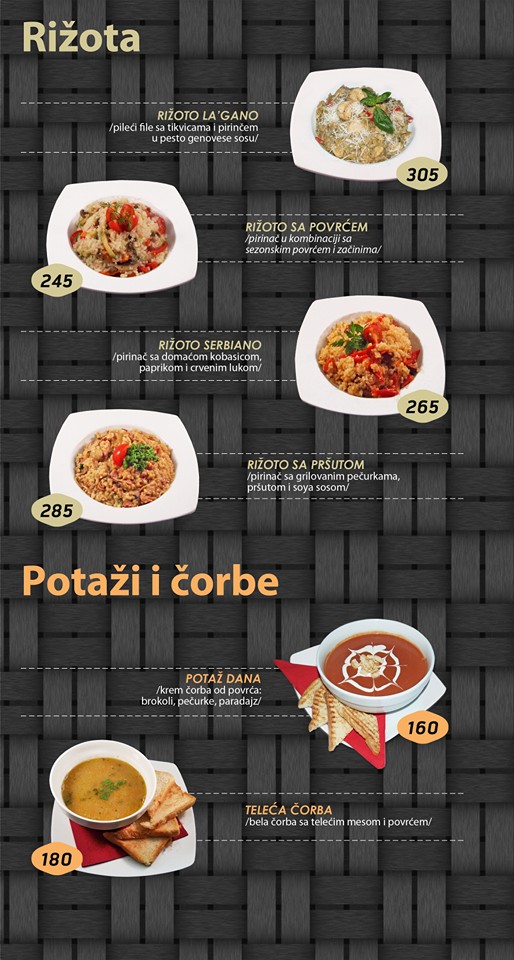 Rižota
RIŽOTO LA'GANO
/pileći file sa tikvicama i pirinčem
u pesto genovese sosu/
305
RIŽOTO SA POVRĆEM
/pirinač u kombinaciji sa
sezonskim povrćem i začinima/
245
RIŽOTO SERBIANO
/pirinač sa domaćom kobasicom,
paprikom i crvenim lukom/
265
RIŽOTO SA PRŠUTOM
/pirinač sa grilovanim pečurkama,
pršutom i soya sosom/
285
Potaži i čorbe
POTAŽ DANA
/krem čorba od povrća:
brokoli, pečurke, paradajz/
160
TELEĆA ČORBA
/bela čorba sa telećim mesom i povrćem/
180